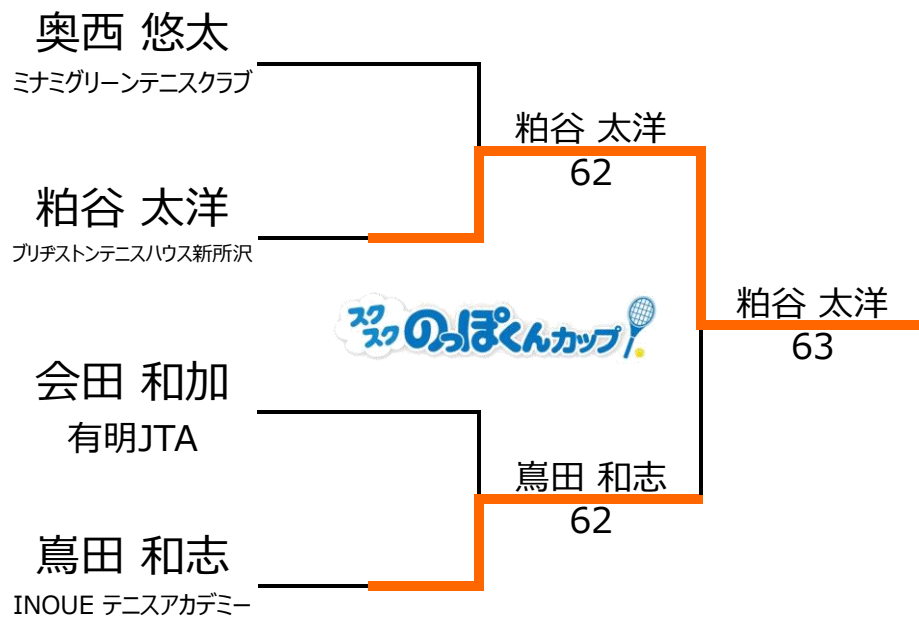 奥西 悠太
ミナミグリーンテニスクラブ
粕谷 太洋
62
粕谷 太洋
ブリヂストンテニスハウス新所沢
スクスクのっぽくんカップ
粕谷 太洋
63
会田 和加
有明JTA
嶌田 和志
62
嶌田 和志
INOUE テニスアカデミー